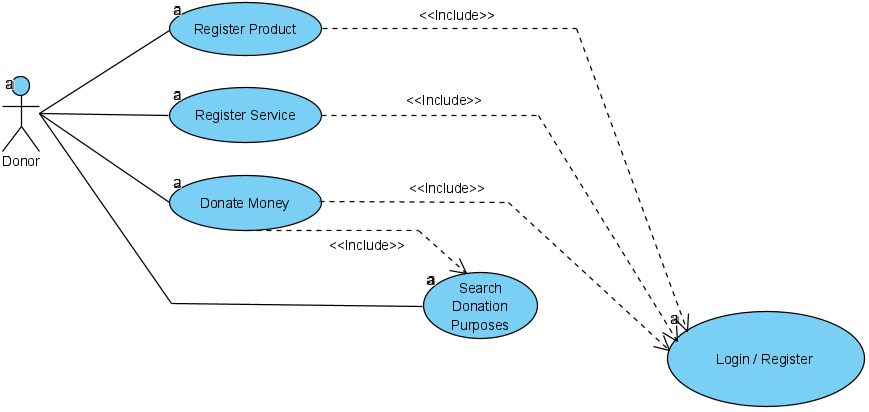 a
Register Product
<<Include>>
a
Donor
a
Register Service
<<Include>>
a
Donate Money
<<Include>>
<<Include>>
a
Search
Donation
Purposes
a
Login / Register